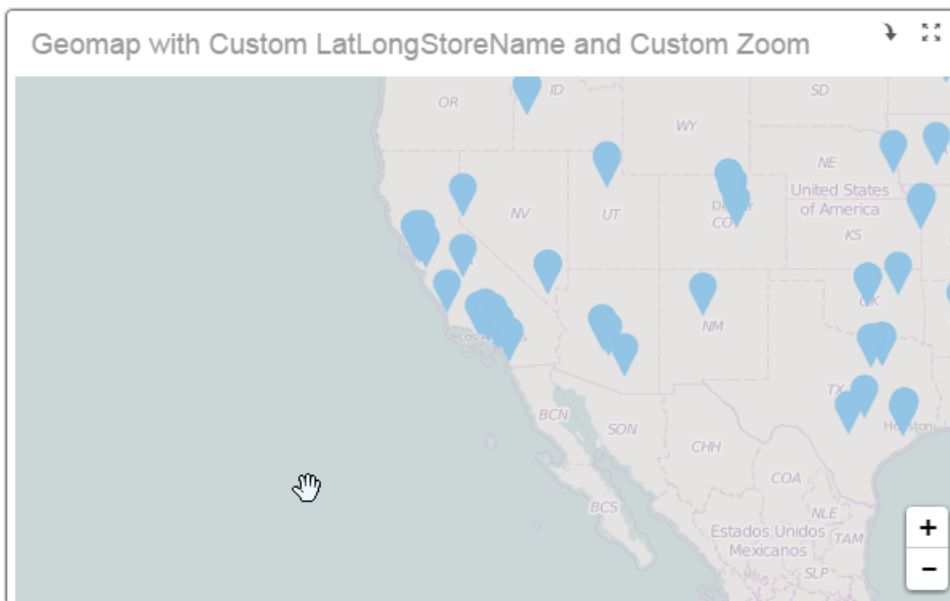 Geomap with Custom LatLongStoreName and Custom Zoom
OR
ID
WY
SD
NE
NV
UT
CO
United States
of America
KS
OK
NM
TX
BCN
SON
CHH
COA
BCS
NLE
Estados Unidos
Mexicanos
TAM
SLP
+
−